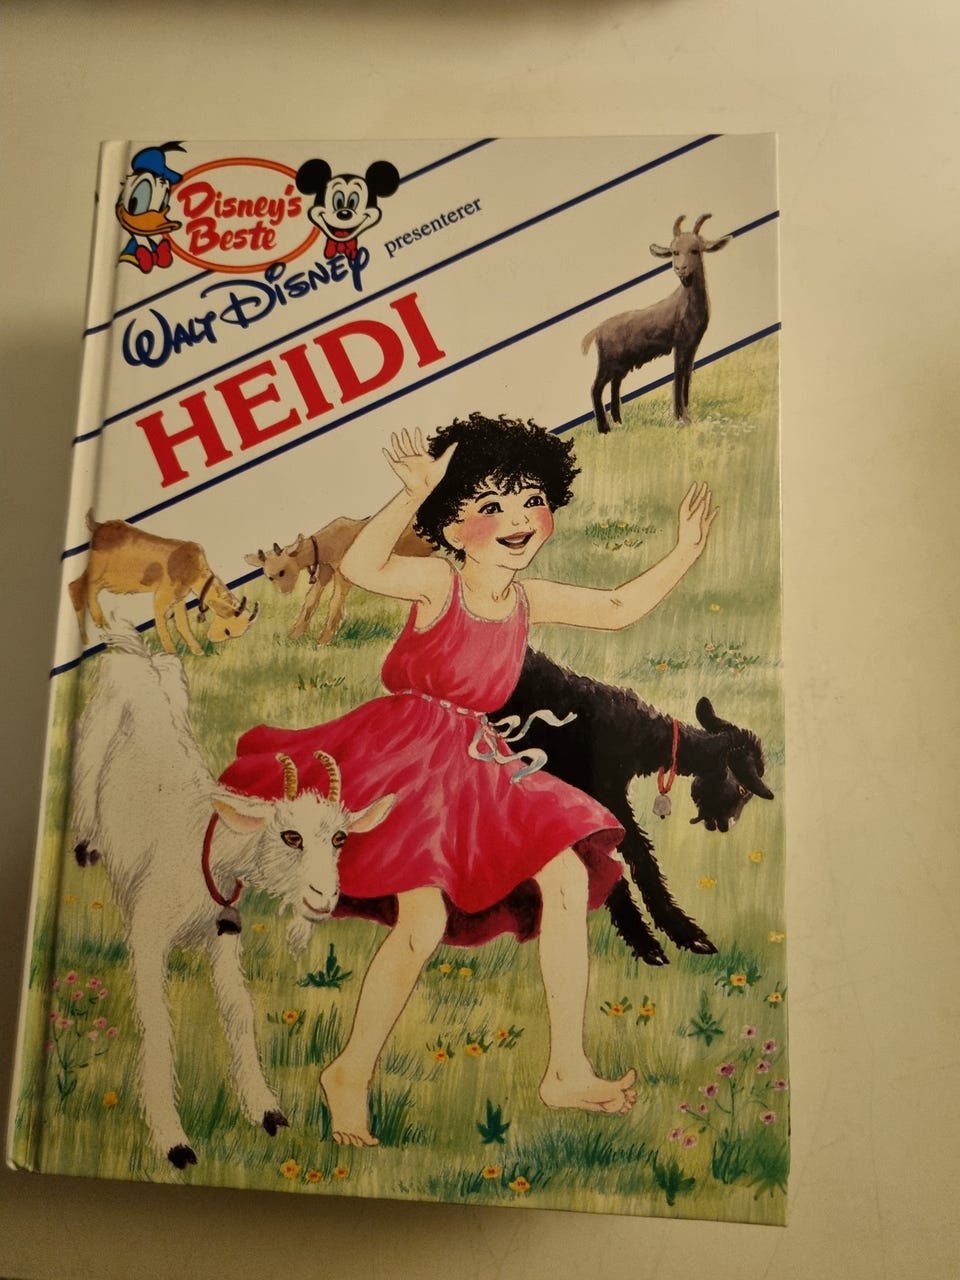 Disney's
Beste
WALT DISNEY presenterer
HEIDI